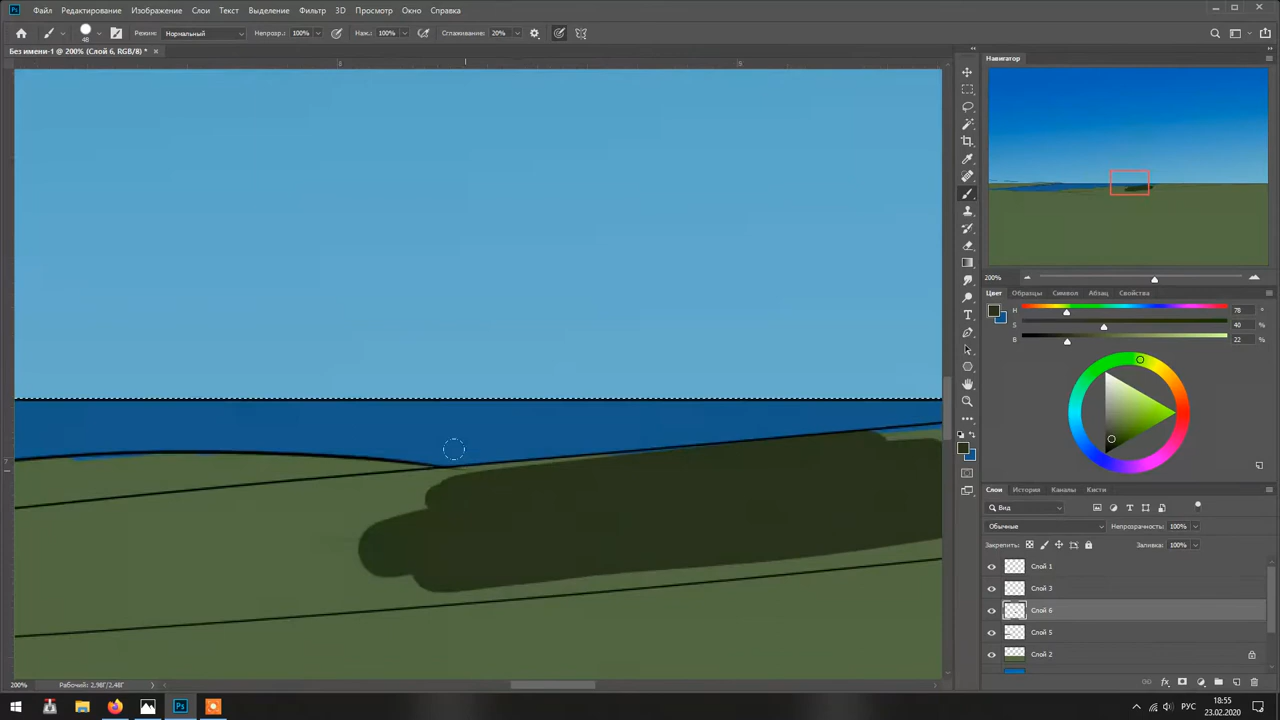 Файл Редактирование Изображение Слои Текст Выделение Фильтр 3D Просмотр Окно Справка
48 Режим: Нормальный Непрозр.: 100% Наж.: 100% Сглаживание: 20%
Без имени-1 @ 200% (Слой 6, RGB/8) *
Навигатор
200%
Цвет Образцы Символ Абзац Свойства
H 78 °
S 40 %
B 22 %
Слои История Каналы Кисти
Вид
Обычные Непрозрачность: 100%
Закрепить: Заливка: 100%
Слой 1
Слой 3
Слой 6
Слой 5
Слой 2
200% Рабочий: 2,98Г/2,48Г
Ps РУС 18:55
23.02.2020